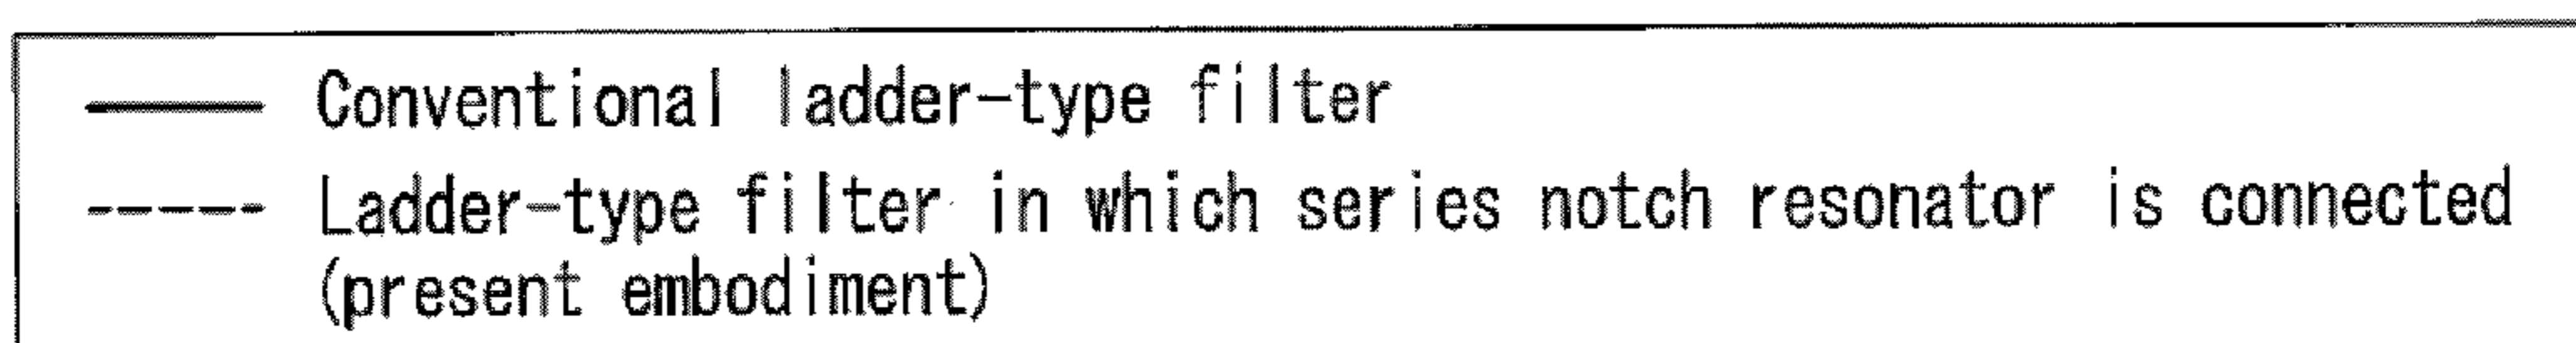 Conventional ladder-type filter
Ladder-type filter in which series notch resonator is connected
(present embodiment)